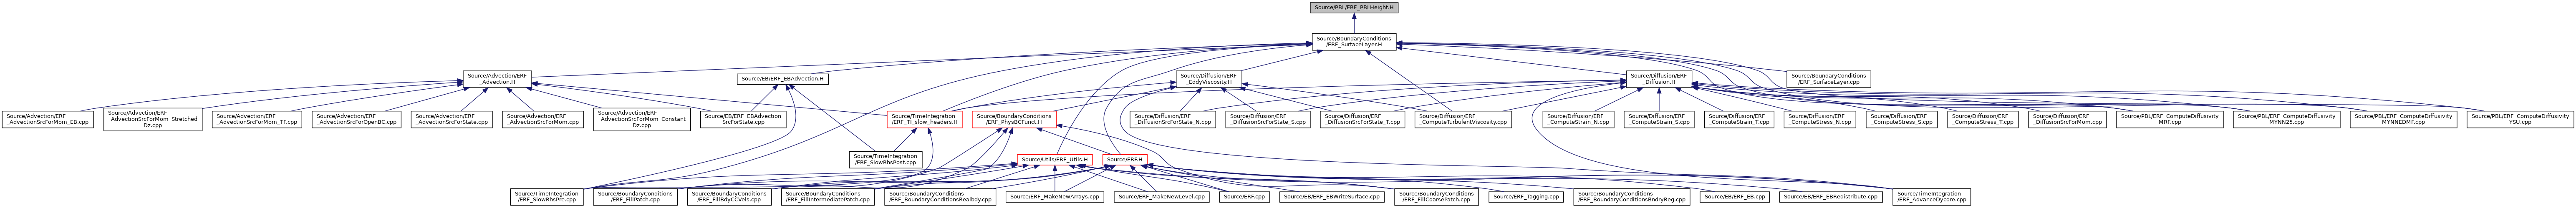 Source/PBL/ERF_PBLHeight.H
Source/BoundaryConditions
/ERF_SurfaceLayer.H
Source/Advection/ERF
_Advection.H
Source/EB/ERF_EBAdvection.H
Source/Diffusion/ERF
_EddyViscosity.H
Source/Diffusion/ERF
_Diffusion.H
Source/BoundaryConditions
/ERF_SurfaceLayer.cpp
Source/Advection/ERF
_AdvectionSrcForMom_EB.cpp
Source/Advection/ERF
_AdvectionSrcForMom_Stretched
Dz.cpp
Source/Advection/ERF
_AdvectionSrcForMom_TF.cpp
Source/Advection/ERF
_AdvectionSrcForOpenBC.cpp
Source/Advection/ERF
_AdvectionSrcForState.cpp
Source/Advection/ERF
_AdvectionSrcForMom.cpp
Source/Advection/ERF
_AdvectionSrcForMom_Constant
Dz.cpp
Source/EB/ERF_EBAdvection
SrcForState.cpp
Source/TimeIntegration
/ERF_TI_slow_headers.H
Source/BoundaryConditions
/ERF_PhysBCFunct.H
Source/Diffusion/ERF
_DiffusionSrcForState_N.cpp
Source/Diffusion/ERF
_DiffusionSrcForState_S.cpp
Source/Diffusion/ERF
_DiffusionSrcForState_T.cpp
Source/Diffusion/ERF
_ComputeTurbulentViscosity.cpp
Source/Diffusion/ERF
_ComputeStrain_N.cpp
Source/Diffusion/ERF
_ComputeStrain_S.cpp
Source/Diffusion/ERF
_ComputeStrain_T.cpp
Source/Diffusion/ERF
_ComputeStress_N.cpp
Source/Diffusion/ERF
_ComputeStress_S.cpp
Source/Diffusion/ERF
_ComputeStress_T.cpp
Source/Diffusion/ERF
_DiffusionSrcForMom.cpp
Source/PBL/ERF_ComputeDiffusivity
MRF.cpp
Source/PBL/ERF_ComputeDiffusivity
MYNN25.cpp
Source/PBL/ERF_ComputeDiffusivity
MYNNEDMF.cpp
Source/PBL/ERF_ComputeDiffusivity
YSU.cpp
Source/TimeIntegration
/ERF_SlowRhsPost.cpp
Source/Utils/ERF_Utils.H
Source/ERF.H
Source/TimeIntegration
/ERF_SlowRhsPre.cpp
Source/BoundaryConditions
/ERF_FillPatch.cpp
Source/BoundaryConditions
/ERF_FillBdyCCVels.cpp
Source/BoundaryConditions
/ERF_FillIntermediatePatch.cpp
Source/BoundaryConditions
/ERF_BoundaryConditionsRealbdy.cpp
Source/ERF_MakeNewArrays.cpp
Source/ERF_MakeNewLevel.cpp
Source/ERF.cpp
Source/EB/ERF_EBWriteSurface.cpp
Source/BoundaryConditions
/ERF_FillCoarsePatch.cpp
Source/ERF_Tagging.cpp
Source/BoundaryConditions
/ERF_BoundaryConditionsBndryReg.cpp
Source/EB/ERF_EB.cpp
Source/EB/ERF_EBRedistribute.cpp
Source/TimeIntegration
/ERF_AdvanceDycore.cpp